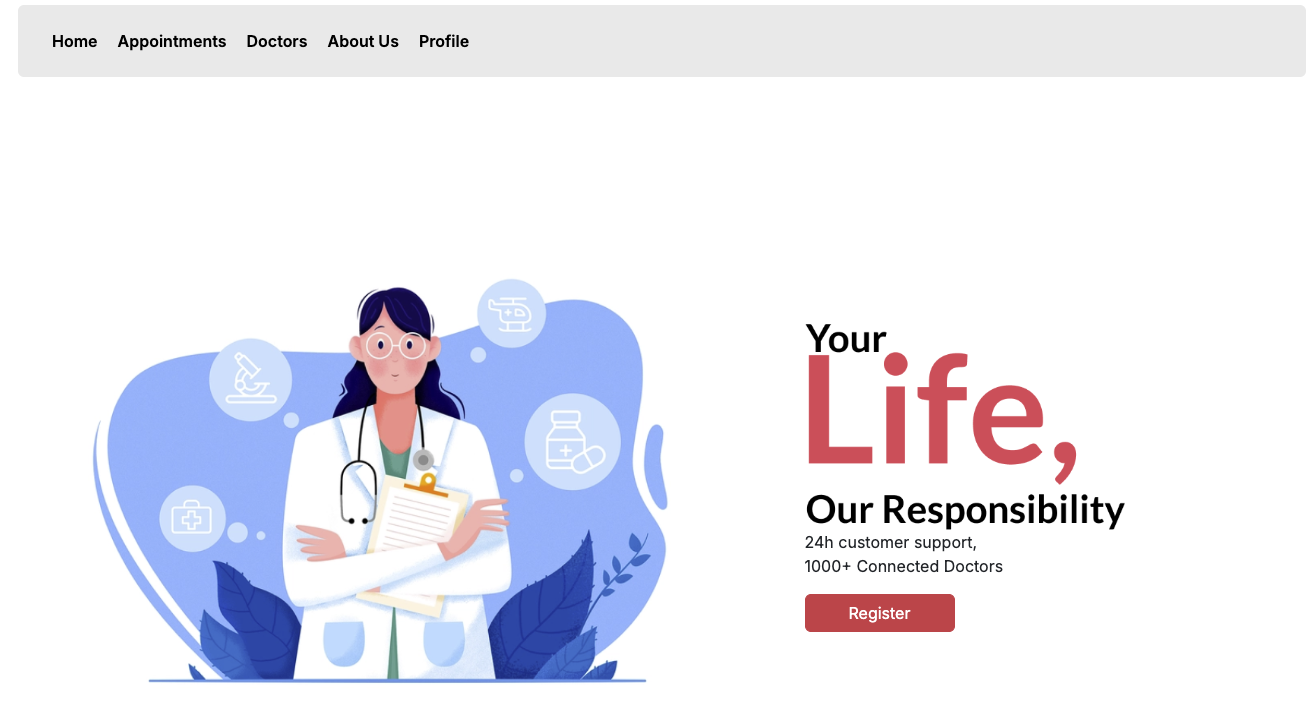 Home Appointments Doctors About Us Profile
Your
Life,
Our Responsibility
24h customer support,
1000+ Connected Doctors
Register